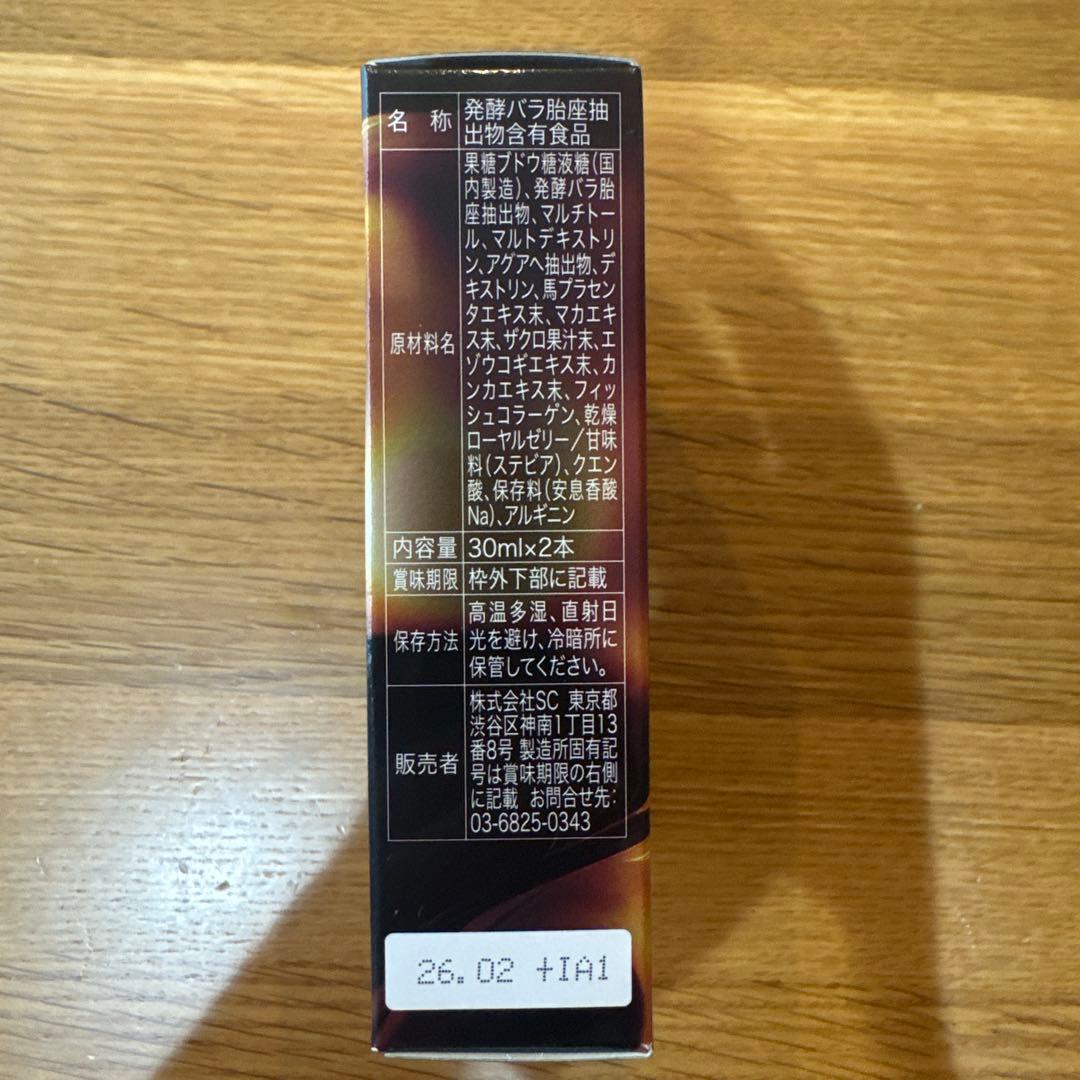 名 称
発酵バラ胎座抽
出物含有食品
原材料名
果糖ブドウ糖液糖(国
内製造)、発酵バラ胎
座抽出物、マルチトー
ル、マルトデキストリ
ン、アグアヘ抽出物、デ
キストリン、馬プラセン
タエキス末、マカエキ
ス末、ザクロ果汁末、エ
ゾウコギエキス末、カ
ンカエキス末、フィッ
シュコラーゲン、乾燥
ローヤルゼリー/甘味
料(ステビア)、クエン
酸、保存料(安息香酸
Na)、アルギニン
内容量 30ml×2本
賞味期限 枠外下部に記載
保存方法
高温多湿、直射日
光を避け、冷暗所に
保管してください。
販売者
株式会社SC 東京都
渋谷区神南1丁目13
番8号 製造所固有記
号は賞味期限の右側
に記載 お問合せ先:
03-6825-0343
26.02 +IA1